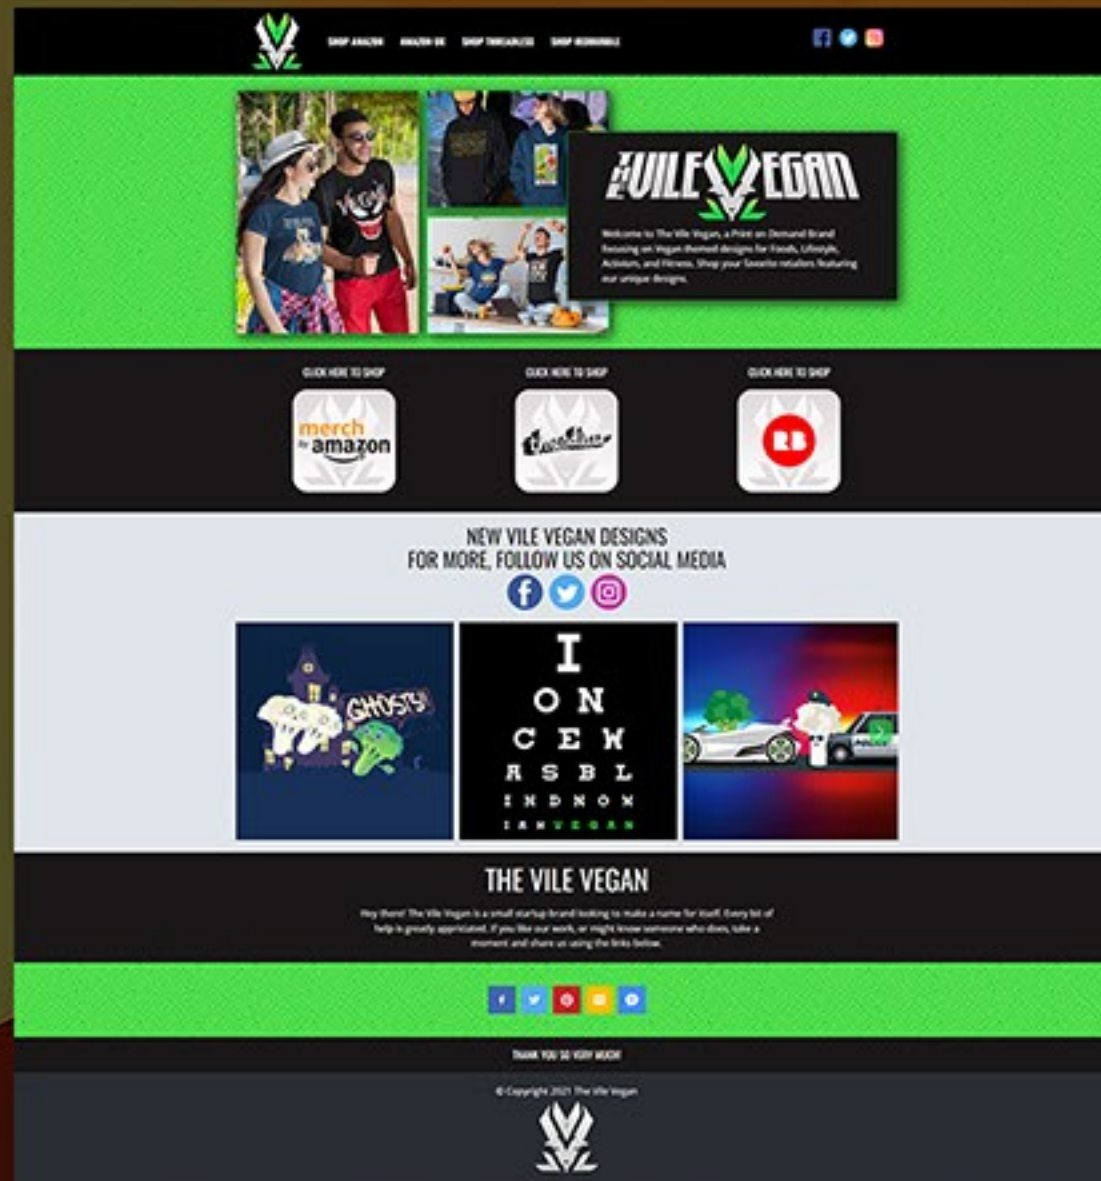 SHOP AMAZON AMAZON UK SHOP THREADLESS SHOP REDBUBBLE
THE VILE VEGAN
Welcome to The Vile Vegan, a Print on Demand Brand
focusing on Vegan themed designs for Foods, Lifestyle,
Activism, and Fitness. Shop your favorite retailers featuring
our unique designs.
VEGAN
CLICK HERE TO SHOP
CLICK HERE TO SHOP
CLICK HERE TO SHOP
merch
by amazon
threadless
RB
NEW VILE VEGAN DESIGNS
FOR MORE, FOLLOW US ON SOCIAL MEDIA
GHOSTS!!
I
O N
C E W
A S B L
I N D N O W
I A M V E G A N
POLICE
THE VILE VEGAN
Hey there! The Vile Vegan is a small startup brand looking to make a name for itself. Every bit of
help is greatly appriciated. If you like our work, or might know someone who does, take a
moment and share us using the links below.
THANK YOU SO VERY MUCH!
© Copyright 2021 The Vile Vegan